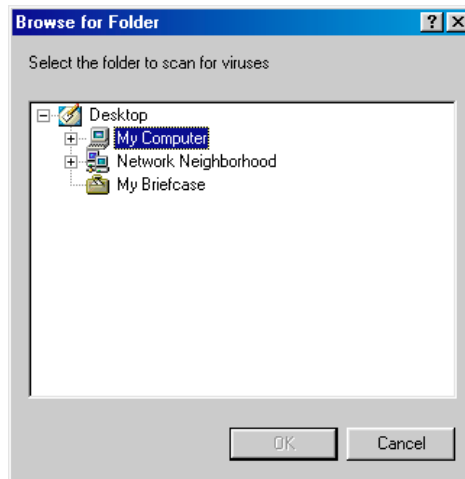 Browse for Folder
Select the folder to scan for viruses
Desktop
My Computer
Network Neighborhood
My Briefcase
OK Cancel